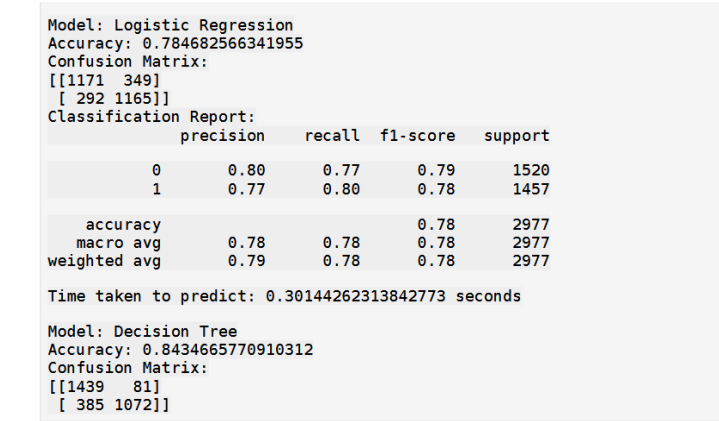 Model: Logistic Regression
Accuracy: 0.784682566341955
Confusion Matrix:
[[1171  349]
 [ 292 1165]]
Classification Report:
              precision    recall  f1-score   support

           0       0.80      0.77      0.79      1520
           1       0.77      0.80      0.78      1457

    accuracy                           0.78      2977
   macro avg       0.78      0.78      0.78      2977
weighted avg       0.79      0.78      0.78      2977

Time taken to predict: 0.30144262313842773 seconds

Model: Decision Tree
Accuracy: 0.8434665770910312
Confusion Matrix:
[[1439   81]
 [ 385 1072]]